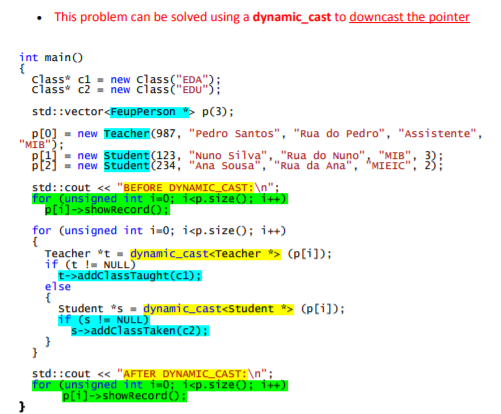 • This problem can be solved using a dynamic_cast to downcast the pointer
int main()
{
Class* c1 = new Class("EDA");
Class* c2 = new Class("EDU");
std::vector<FeupPerson *> p(3);
p[0] = new Teacher(987, "Pedro Santos", "Rua do Pedro", "Assistente",
"MIB");
p[1] = new Student(123, "Nuno Silva", "Rua do Nuno", "MIB", 3);
p[2] = new Student(234, "Ana Sousa", "Rua da Ana", "MIEIC", 2);
std::cout << "BEFORE DYNAMIC_CAST:\n";
for (unsigned int i=0; i<p.size(); i++)
p[i]->showRecord();
for (unsigned int i=0; i<p.size(); i++)
{
Teacher *t = dynamic_cast<Teacher *> (p[i]);
if (t != NULL)
t->addClassTaught(c1);
else
{
Student *s = dynamic_cast<Student *> (p[i]);
if (s != NULL)
s->addClassTaken(c2);
}
}
std::cout << "AFTER DYNAMIC_CAST:\n";
for (unsigned int i=0; i<p.size(); i++)
p[i]->showRecord();
}